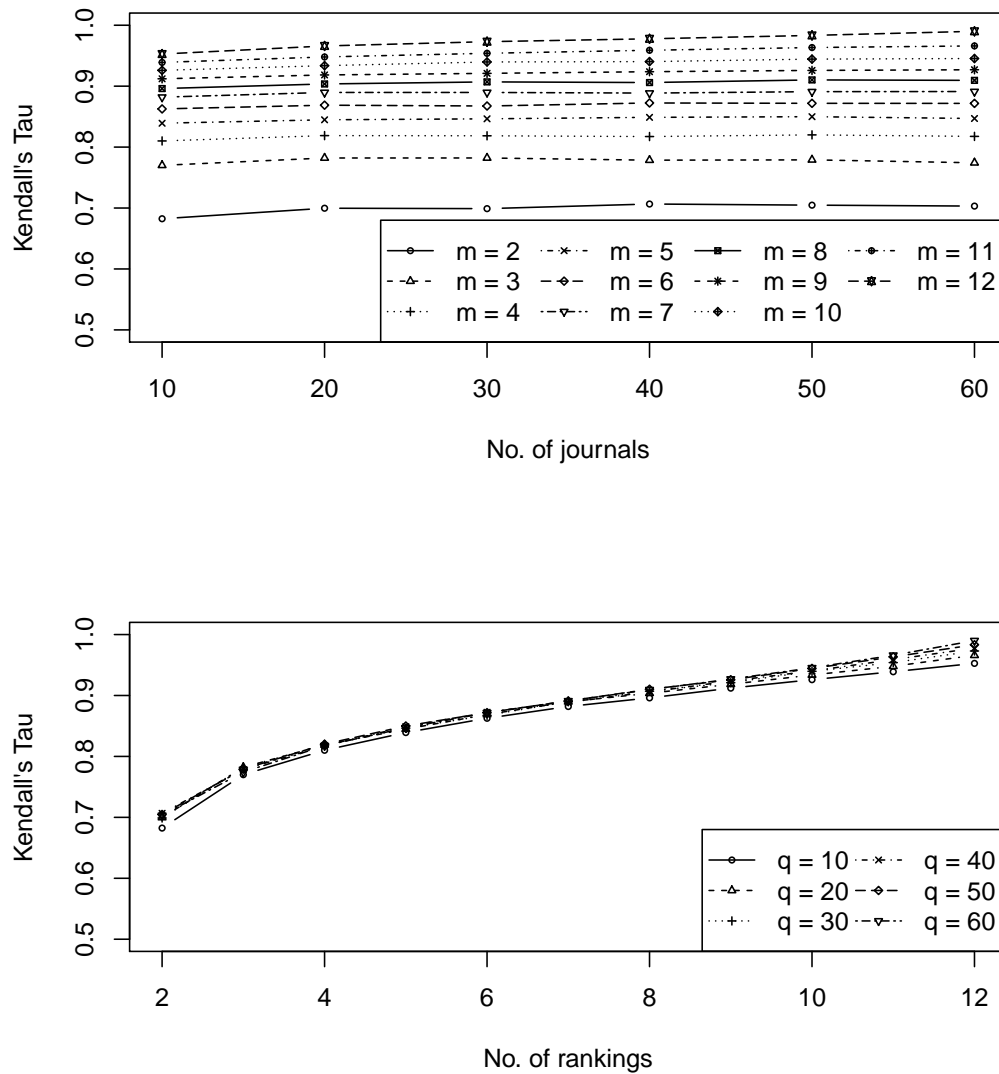 1.0
0.9
0.8
0.7
0.6
0.5
Kendall's Tau
m = 2 m = 5 m = 8 m = 11
m = 3 m = 6 m = 9 m = 12
m = 4 m = 7 m = 10
10 20 30 40 50 60
No. of journals
1.0
0.9
0.8
0.7
0.6
0.5
Kendall's Tau
q = 10 q = 40
q = 20 q = 50
q = 30 q = 60
2 4 6 8 10 12
No. of rankings